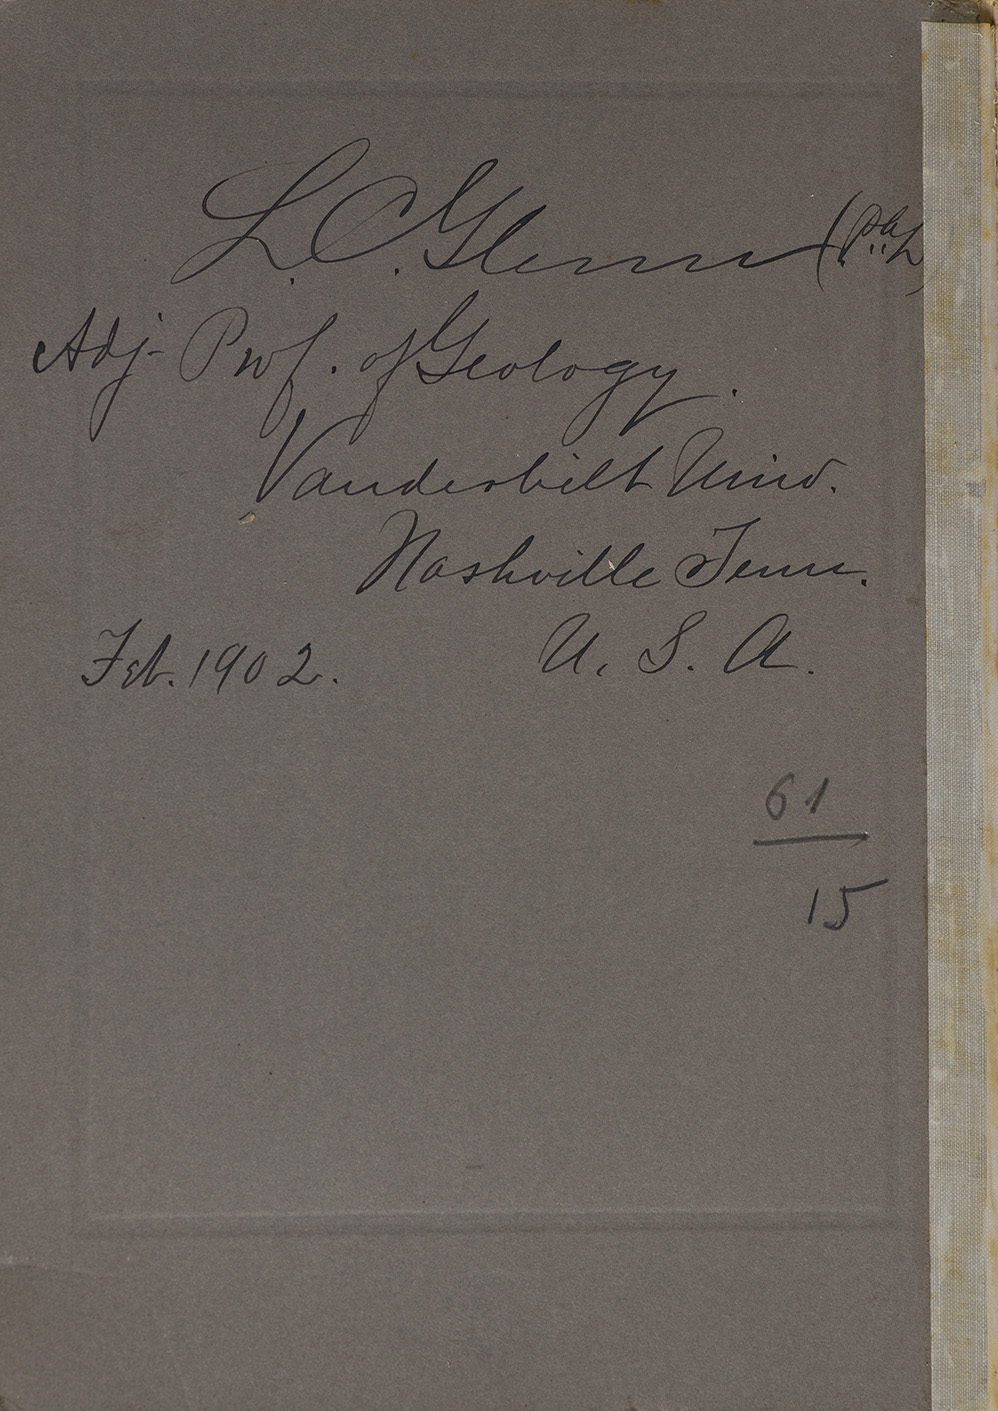 L. C. Glenn (Ph.D.
Adj- Prof. of Geology.
Vanderbilt Univ.
Nashville Tenn.
U. S. A.
Feb. 1902.
61
15